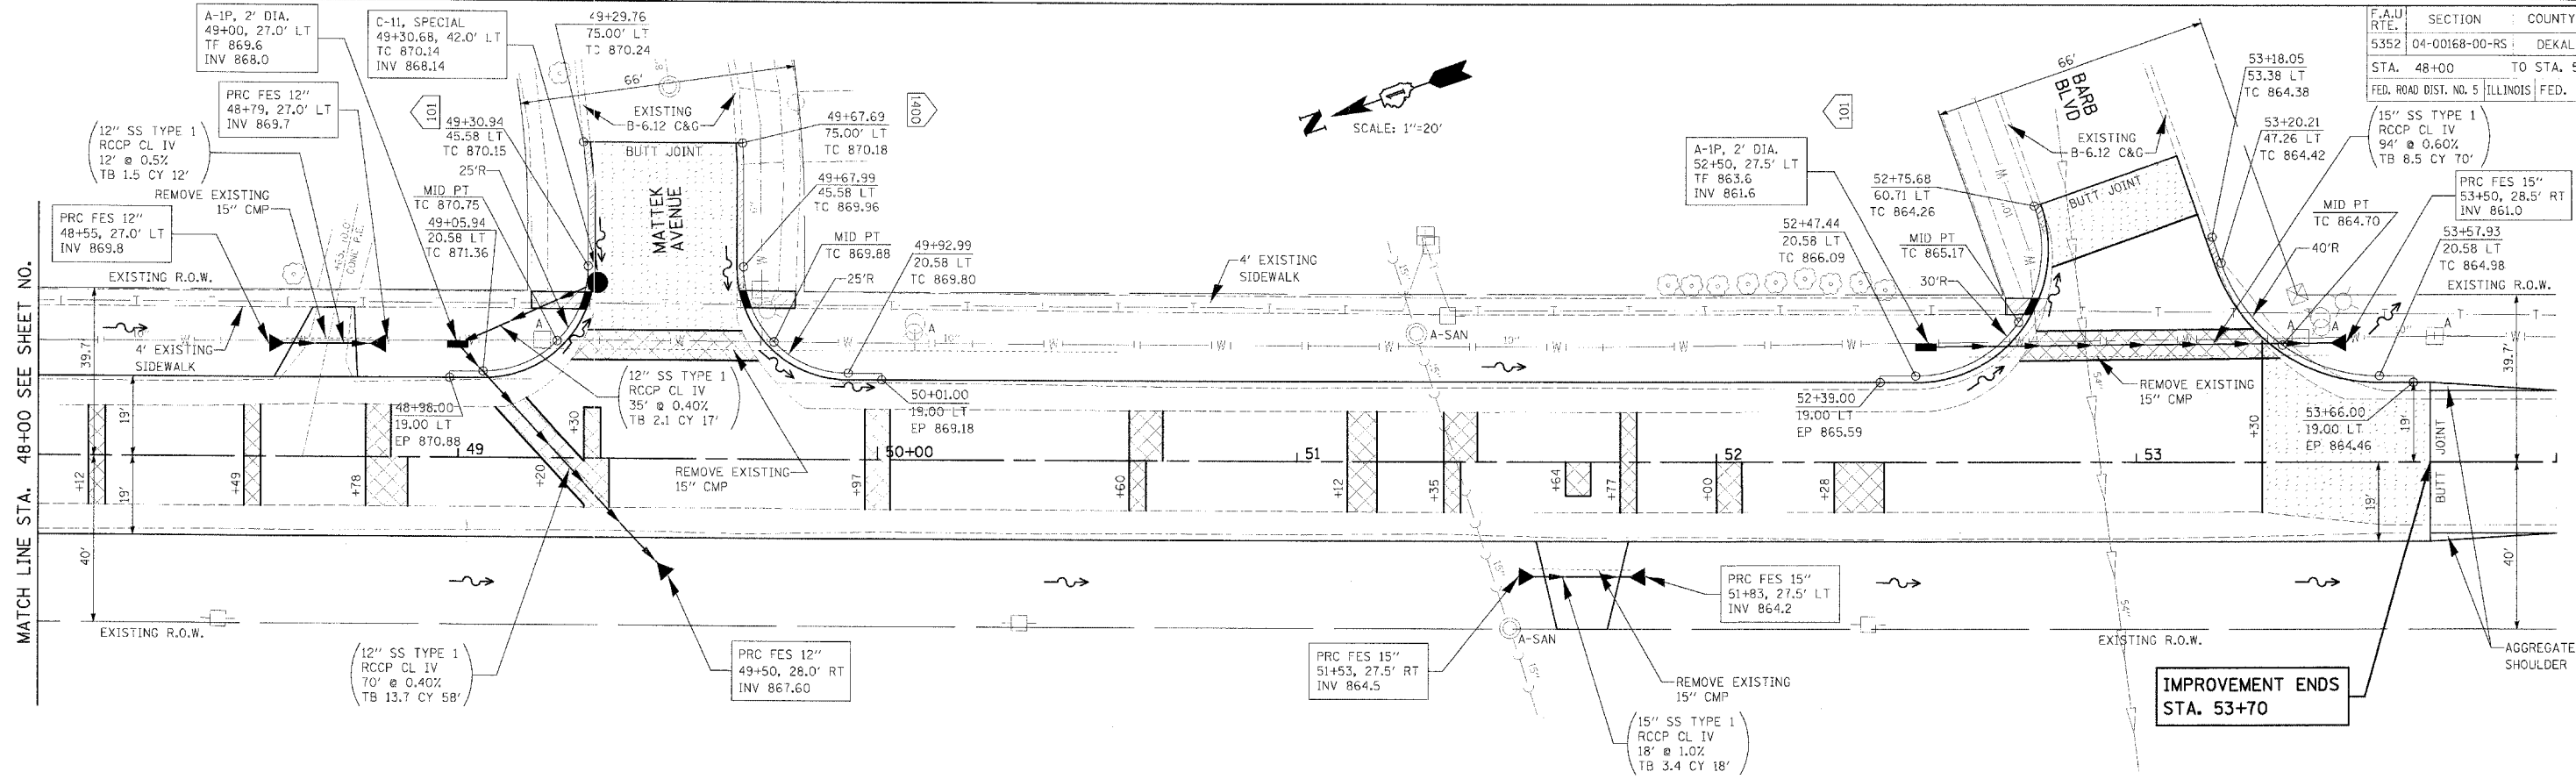 A-1P, 2' DIA.
49+00, 27.0' LT
TF 869.6
INV 868.0
C-11, SPECIAL
49+30.68, 42.0' LT
TC 870.14
INV 868.14
49+29.76
75.00' LT
TC 870.24
66'
EXISTING
B-6.12 C&G
BUTT JOINT
MATTEK
AVENUE
PRC FES 12"
48+79, 27.0' LT
INV 869.7
101
49+30.94
45.58 LT
TC 870.15
25'R
MID PT
TC 870.75
49+05.94
20.58 LT
TC 871.36
(12" SS TYPE 1
RCCP CL IV
12' @ 0.5%
TB 1.5 CY 12')
REMOVE EXISTING
15" CMP
PRC FES 12"
48+55, 27.0' LT
INV 869.8
EXISTING R.O.W.
4' EXISTING
SIDEWALK
39.7'
19'
19'
40'
MATCH LINE STA. 48+00 SEE SHEET NO.
EXISTING R.O.W.
49+67.69
75.00' LT
TC 870.18
1400
49+67.99
45.58 LT
TC 869.96
MID PT
TC 869.88
25'R
49+92.99
20.58 LT
TC 869.80
N
SCALE: 1"=20'
4' EXISTING
SIDEWALK
A-SAN
101
A-1P, 2' DIA.
52+50, 27.5' LT
TF 863.6
INV 861.6
52+75.68
60.71 LT
TC 864.26
52+47.44
20.58 LT
TC 866.09
MID PT
TC 865.17
30'R
66'
BARB
BLVD
EXISTING
B-6.12 C&G
BUTT JOINT
53+18.05
53.38 LT
TC 864.38
53+20.21
47.26 LT
TC 864.42
F.A.U RTE. SECTION COUNTY
5352 04-00168-00-RS DEKAL
STA. 48+00 TO STA. 5
FED. ROAD DIST. NO. 5 ILLINOIS FED.
(15" SS TYPE 1
RCCP CL IV
94' @ 0.60%
TB 8.5 CY 70')
PRC FES 15"
53+50, 28.5' RT
INV 861.0
MID PT
TC 864.70
40'R
53+57.93
20.58 LT
TC 864.98
EXISTING R.O.W.
39.7'
48+98.00
19.00 LT
EP 870.88
(12" SS TYPE 1
RCCP CL IV
35' @ 0.40%
TB 2.1 CY 17')
REMOVE EXISTING
15" CMP
50+01.00
19.00 LT
EP 869.18
52+39.00
19.00 LT
EP 865.59
REMOVE EXISTING
15" CMP
53+66.00
19.00 LT
EP 864.46
19'
19'
40'
BUTT JOINT
49
50+00
51
52
53
+12
+49
+78
+20
+30
+97
+60
+12
+35
+64
+77
+00
+28
+30
(12" SS TYPE 1
RCCP CL IV
70' @ 0.40%
TB 13.7 CY 58')
PRC FES 12"
49+50, 28.0' RT
INV 867.60
PRC FES 15"
51+53, 27.5' RT
INV 864.5
A-SAN
PRC FES 15"
51+83, 27.5' LT
INV 864.2
REMOVE EXISTING
15" CMP
(15" SS TYPE 1
RCCP CL IV
18' @ 1.0%
TB 3.4 CY 18')
54"
54"
EXISTING R.O.W.
AGGREGATE
SHOULDER
IMPROVEMENT ENDS
STA. 53+70